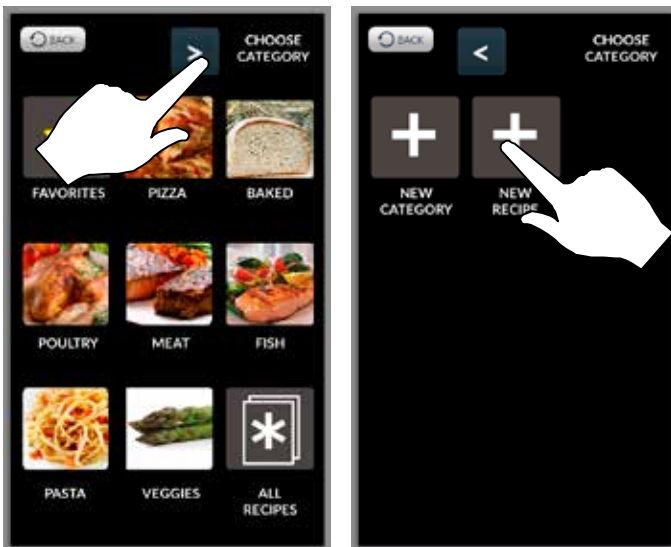 BACK
>
CHOOSE
CATEGORY
FAVORITES
PIZZA
BAKED
POULTRY
MEAT
FISH
PASTA
VEGGIES
ALL
RECIPES
BACK
<
CHOOSE
CATEGORY
NEW
CATEGORY
NEW
RECIPE